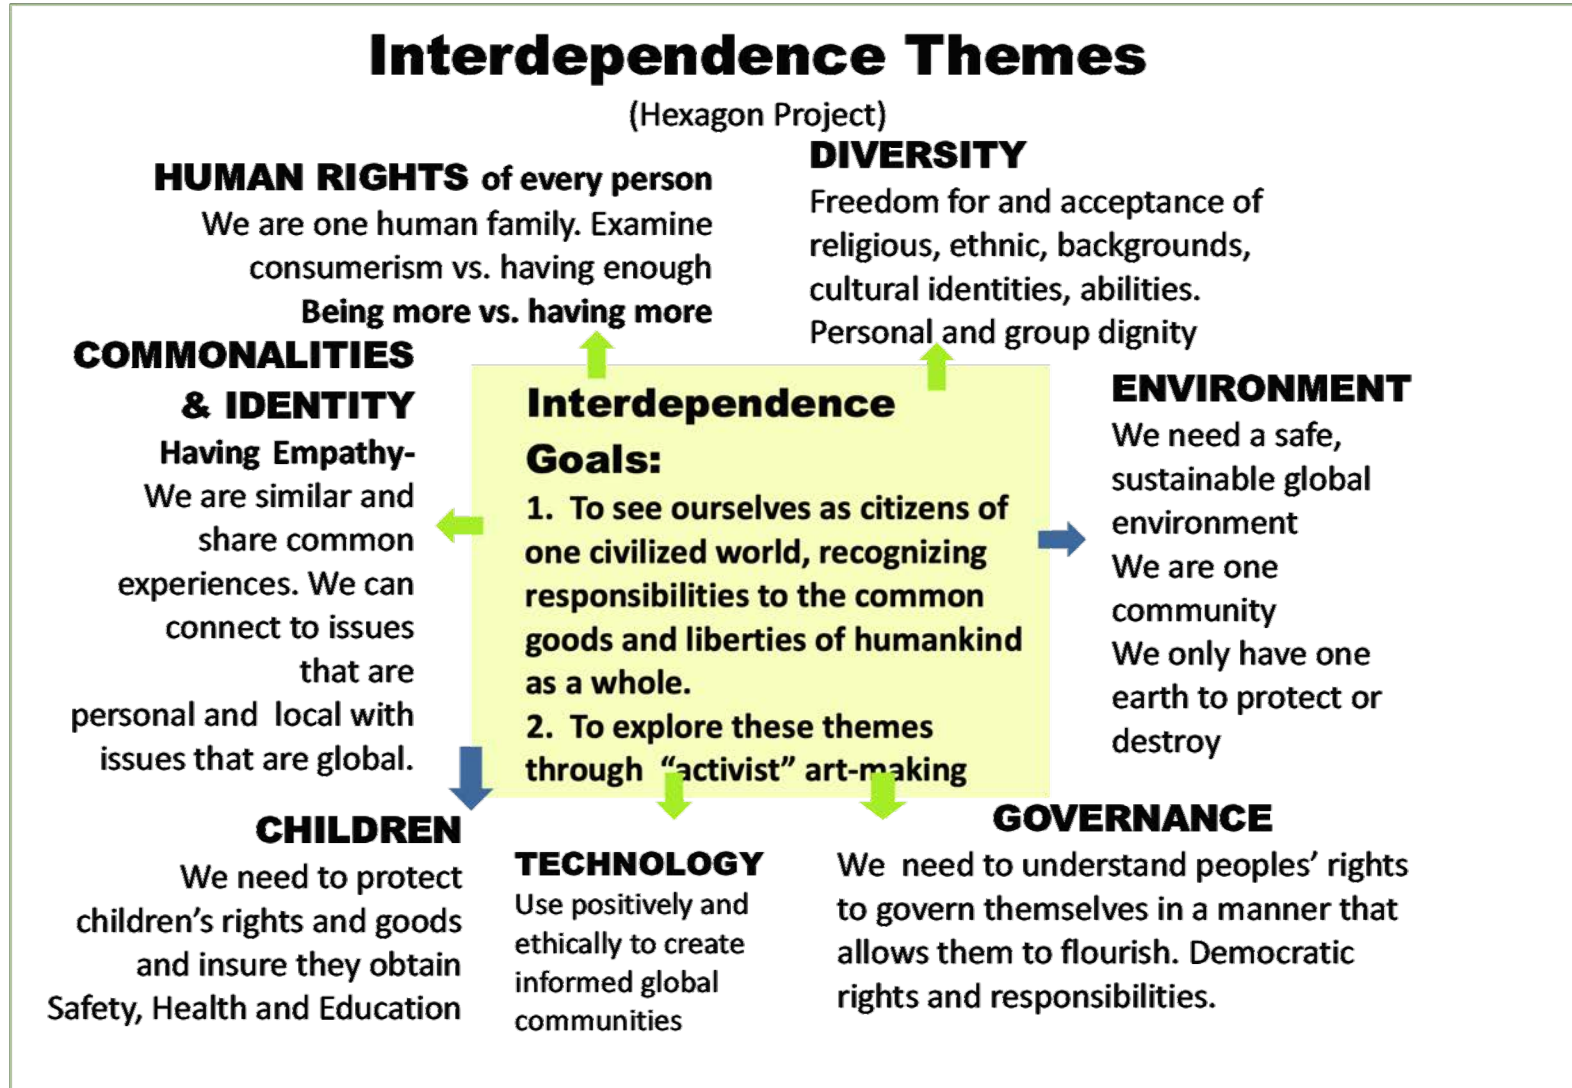 Interdependence Themes
(Hexagon Project)
HUMAN RIGHTS of every person
We are one human family. Examine
consumerism vs. having enough
Being more vs. having more
DIVERSITY
Freedom for and acceptance of
religious, ethnic, backgrounds,
cultural identities, abilities.
Personal and group dignity
COMMONALITIES
& IDENTITY
Having Empathy-
We are similar and
share common
experiences. We can
connect to issues
that are
personal and local with
issues that are global.
Interdependence
Goals:
1. To see ourselves as citizens of
one civilized world, recognizing
responsibilities to the common
goods and liberties of humankind
as a whole.
2. To explore these themes
through “activist” art-making
ENVIRONMENT
We need a safe,
sustainable global
environment
We are one
community
We only have one
earth to protect or
destroy
CHILDREN
We need to protect
children’s rights and goods
and insure they obtain
Safety, Health and Education
TECHNOLOGY
Use positively and
ethically to create
informed global
communities
GOVERNANCE
We need to understand peoples’ rights
to govern themselves in a manner that
allows them to flourish. Democratic
rights and responsibilities.